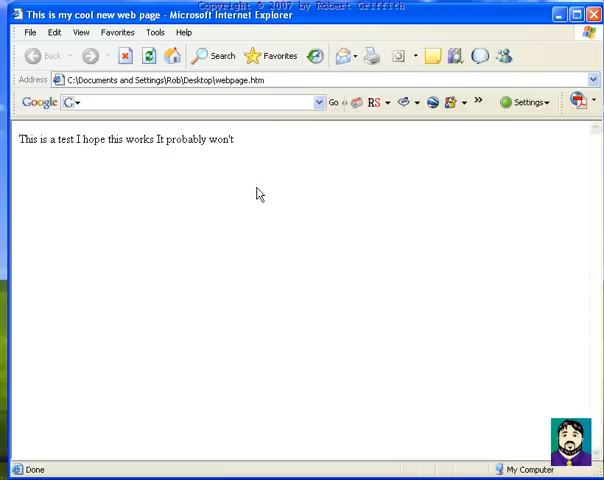 Copyright © 2007 by Robert Griffith
This is my cool new web page - Microsoft Internet Explorer
File Edit View Favorites Tools Help
Back Search Favorites
Address C:\Documents and Settings\Rob\Desktop\webpage.htm
Google G Go RS Settings
This is a test I hope this works It probably won't
Done My Computer